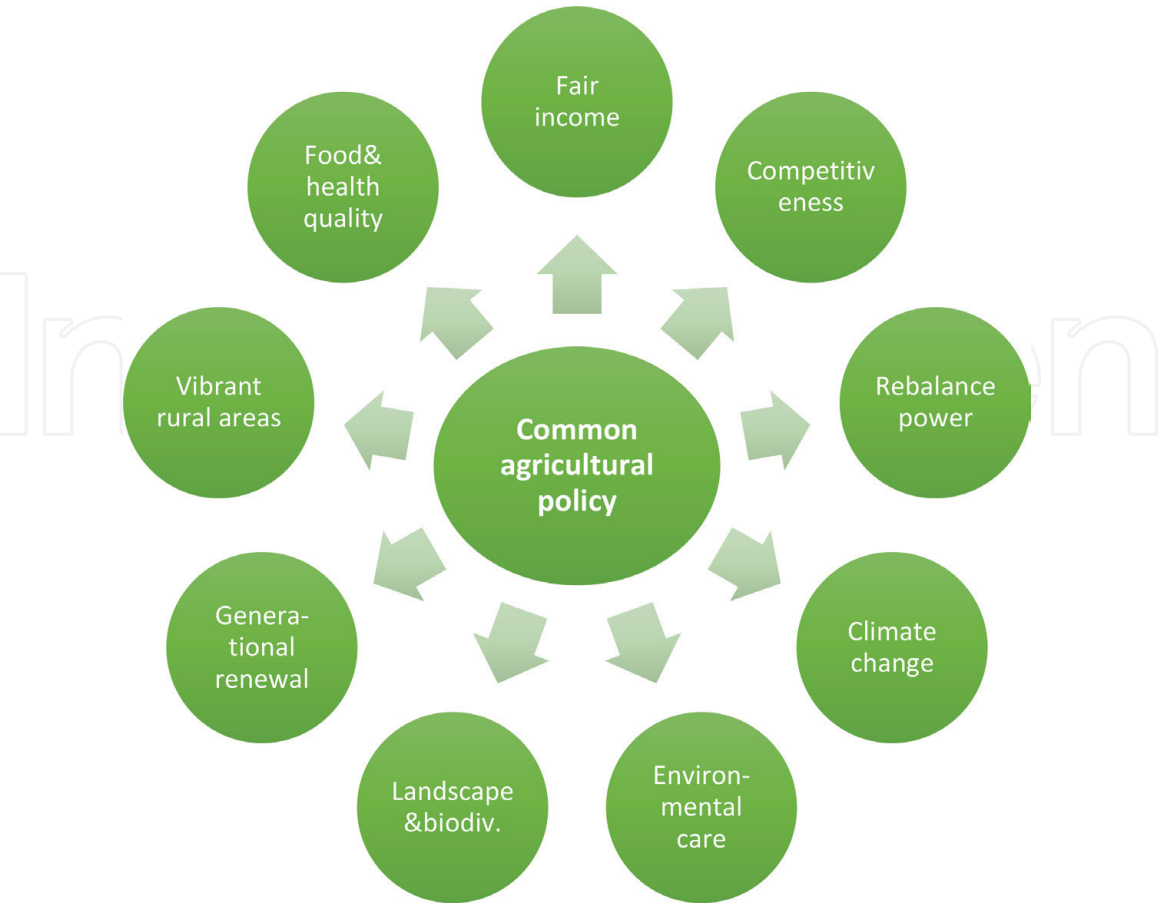 Fair
income
Competitiv
eness
Rebalance
power
Climate
change
Environ-
mental
care
Landscape
&biodiv.
Genera-
tional
renewal
Vibrant
rural areas
Food&
health
quality
Common
agricultural
policy